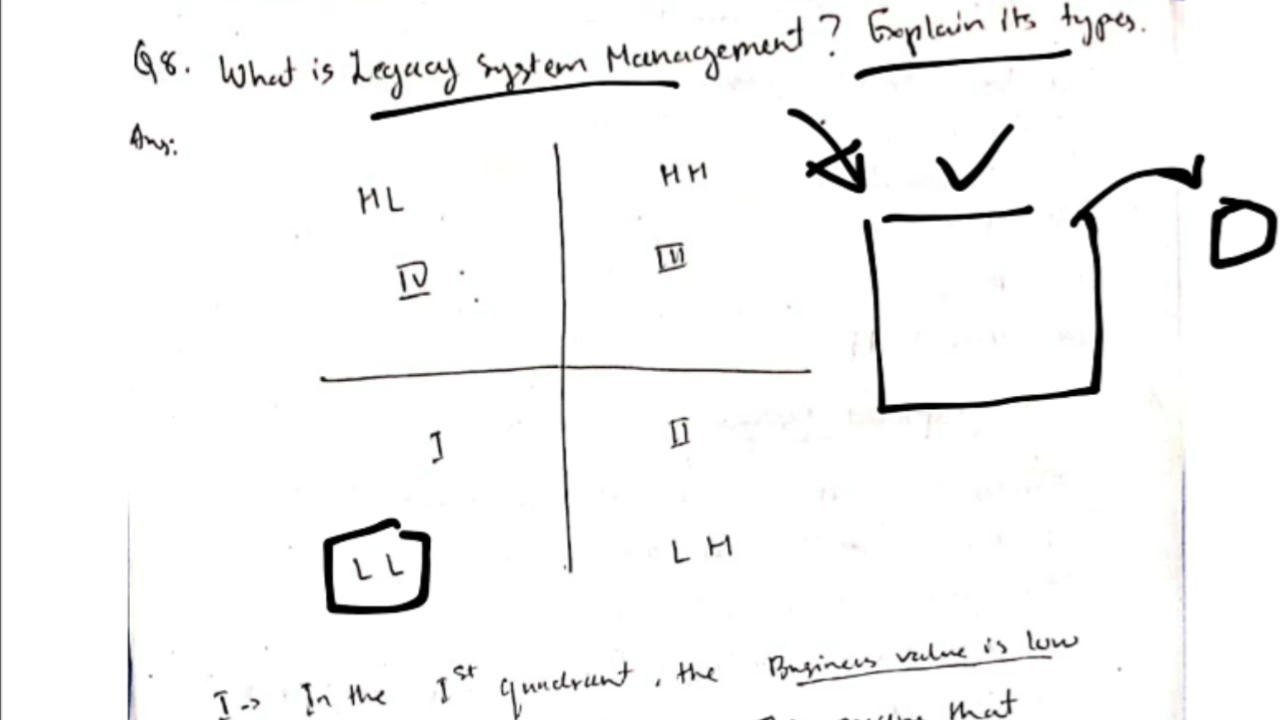 Q8. What is Legacy System Management? Explain its types.
Ans:
HL
HH
IV
III
I
II
LL
LH
I-> In the Ist quadrant, the Business value is low
that